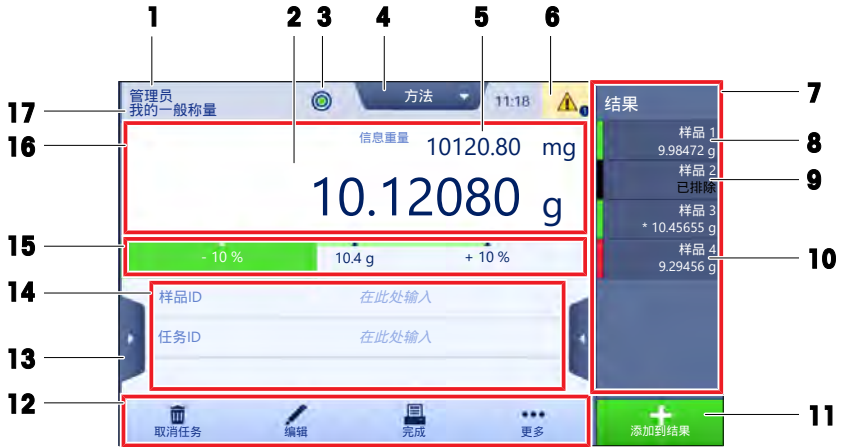 1
2
3
4
5
6
管理员
我的一般称量
方法
11:18
结果
7
17
16
信息重量
10120.80 mg
10.12080 g
样品 1
9.98472 g
8
样品 2
已排除
9
样品 3
* 10.45655 g
样品 4
9.29456 g
10
15
- 10 %
10.4 g
+ 10 %
14
样品ID
在此处输入
任务ID
在此处输入
13
12
取消任务
编辑
完成
更多
添加到结果
11